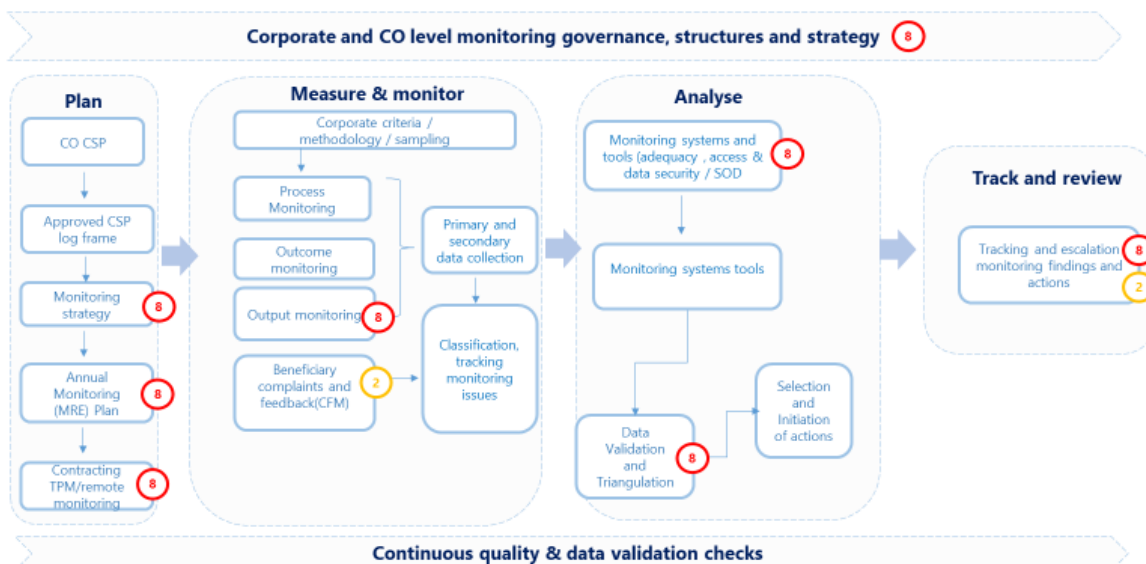 Corporate and CO level monitoring governance, structures and strategy 8
Plan
CO CSP
Approved CSP
log frame
Monitoring
strategy
8
Annual
Monitoring
(MRE) Plan
8
Contracting
TPM/remote
monitoring
8
Measure & monitor
Corporate criteria /
methodology / sampling
Process
Monitoring
Outcome
monitoring
Output monitoring
8
Beneficiary
complaints and
feedback(CFM)
2
Primary and
secondary
data collection
Classification,
tracking
monitoring
issues
Analyse
Monitoring systems and
tools (adequacy , access &
data security / SOD
8
Monitoring systems tools
Data
Validation
and
Triangulation
8
Selection
and
Initiation
of actions
Track and review
Tracking and escalation
monitoring findings and
actions
8
2
Continuous quality & data validation checks